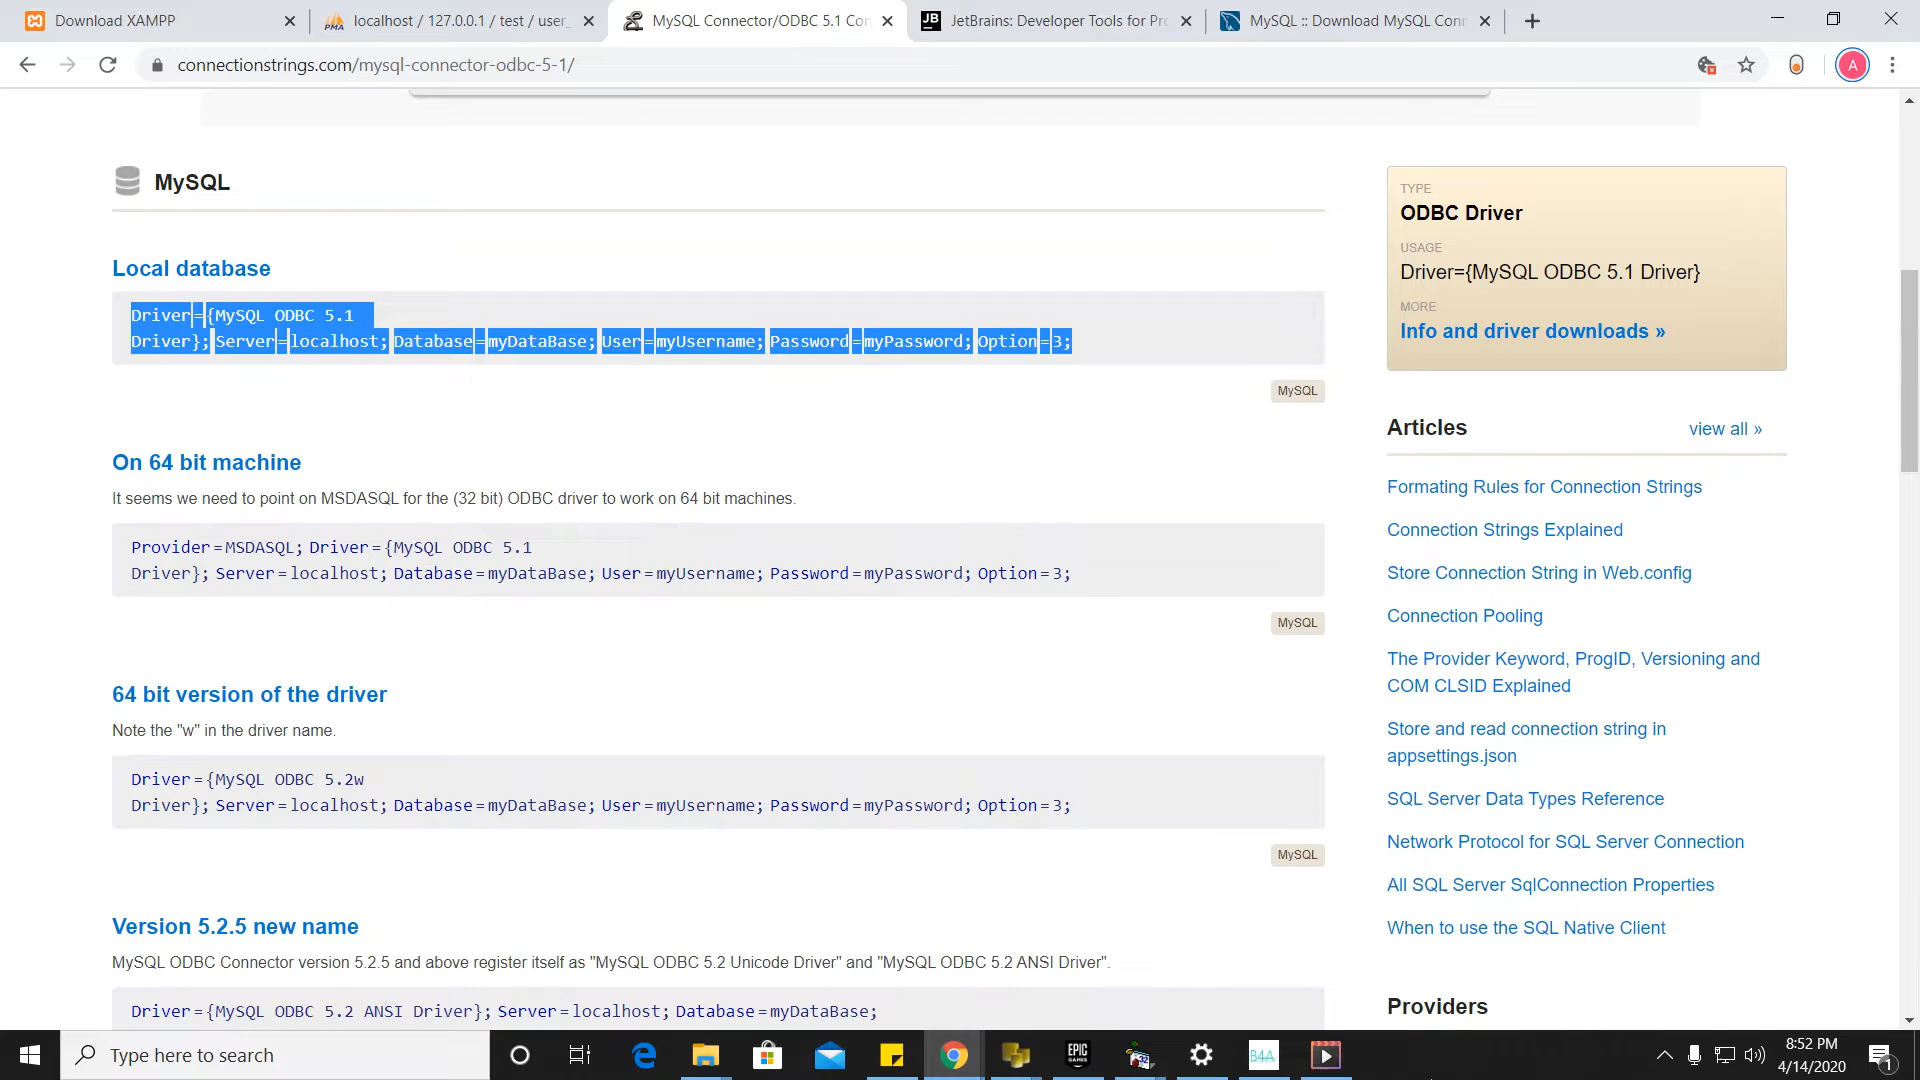 Download XAMPP
localhost / 127.0.0.1 / test / user_
MySQL Connector/ODBC 5.1 Con
JetBrains: Developer Tools for Pro
MySQL :: Download MySQL Conn
connectionstrings.com/mysql-connector-odbc-5-1/
A
MySQL
Local database
Driver={MySQL ODBC 5.1
Driver}; Server=localhost; Database=myDataBase; User=myUsername; Password=myPassword; Option=3;
MySQL
On 64 bit machine
It seems we need to point on MSDASQL for the (32 bit) ODBC driver to work on 64 bit machines.
Provider=MSDASQL; Driver={MySQL ODBC 5.1
Driver}; Server=localhost; Database=myDataBase; User=myUsername; Password=myPassword; Option=3;
MySQL
64 bit version of the driver
Note the "w" in the driver name.
Driver={MySQL ODBC 5.2w
Driver}; Server=localhost; Database=myDataBase; User=myUsername; Password=myPassword; Option=3;
MySQL
Version 5.2.5 new name
MySQL ODBC Connector version 5.2.5 and above register itself as "MySQL ODBC 5.2 Unicode Driver" and "MySQL ODBC 5.2 ANSI Driver".
Driver={MySQL ODBC 5.2 ANSI Driver}; Server=localhost; Database=myDataBase;
TYPE
ODBC Driver
USAGE
Driver={MySQL ODBC 5.1 Driver}
MORE
Info and driver downloads »
Articles
view all »
Formating Rules for Connection Strings
Connection Strings Explained
Store Connection String in Web.config
Connection Pooling
The Provider Keyword, ProgID, Versioning and
COM CLSID Explained
Store and read connection string in
appsettings.json
SQL Server Data Types Reference
Network Protocol for SQL Server Connection
All SQL Server SqlConnection Properties
When to use the SQL Native Client
Providers
Type here to search
EPIC
GAMES
B4A
8:52 PM
4/14/2020
1